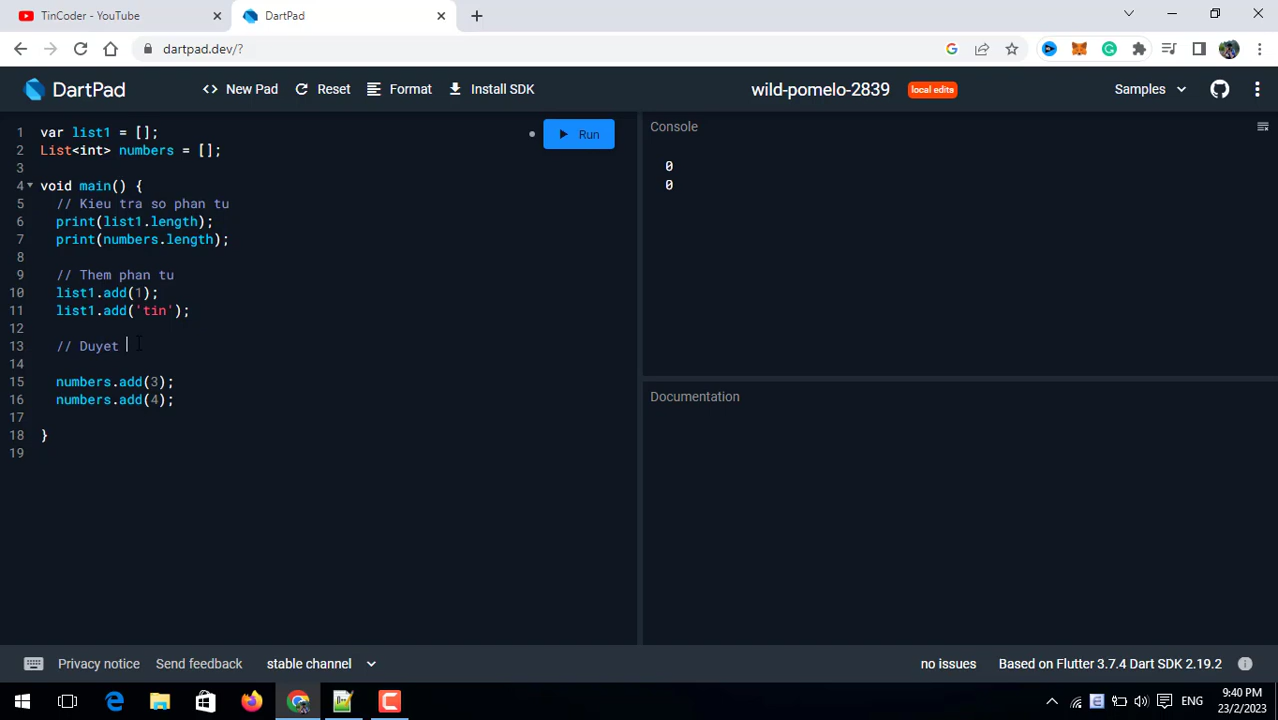 TinCoder - YouTube
DartPad
dartpad.dev/?
DartPad
New Pad
Reset
Format
Install SDK
wild-pomelo-2839
local edits
Samples
1 var list1 = [];
2 List<int> numbers = [];
3
4 void main() {
5 // Kieu tra so phan tu
6 print(list1.length);
7 print(numbers.length);
8
9 // Them phan tu
10 list1.add(1);
11 list1.add('tin');
12
13 // Duyet
14
15 numbers.add(3);
16 numbers.add(4);
17
18 }
19
Run
Console
0
0
Documentation
Privacy notice
Send feedback
stable channel
no issues
Based on Flutter 3.7.4 Dart SDK 2.19.2
ENG
9:40 PM
23/2/2023